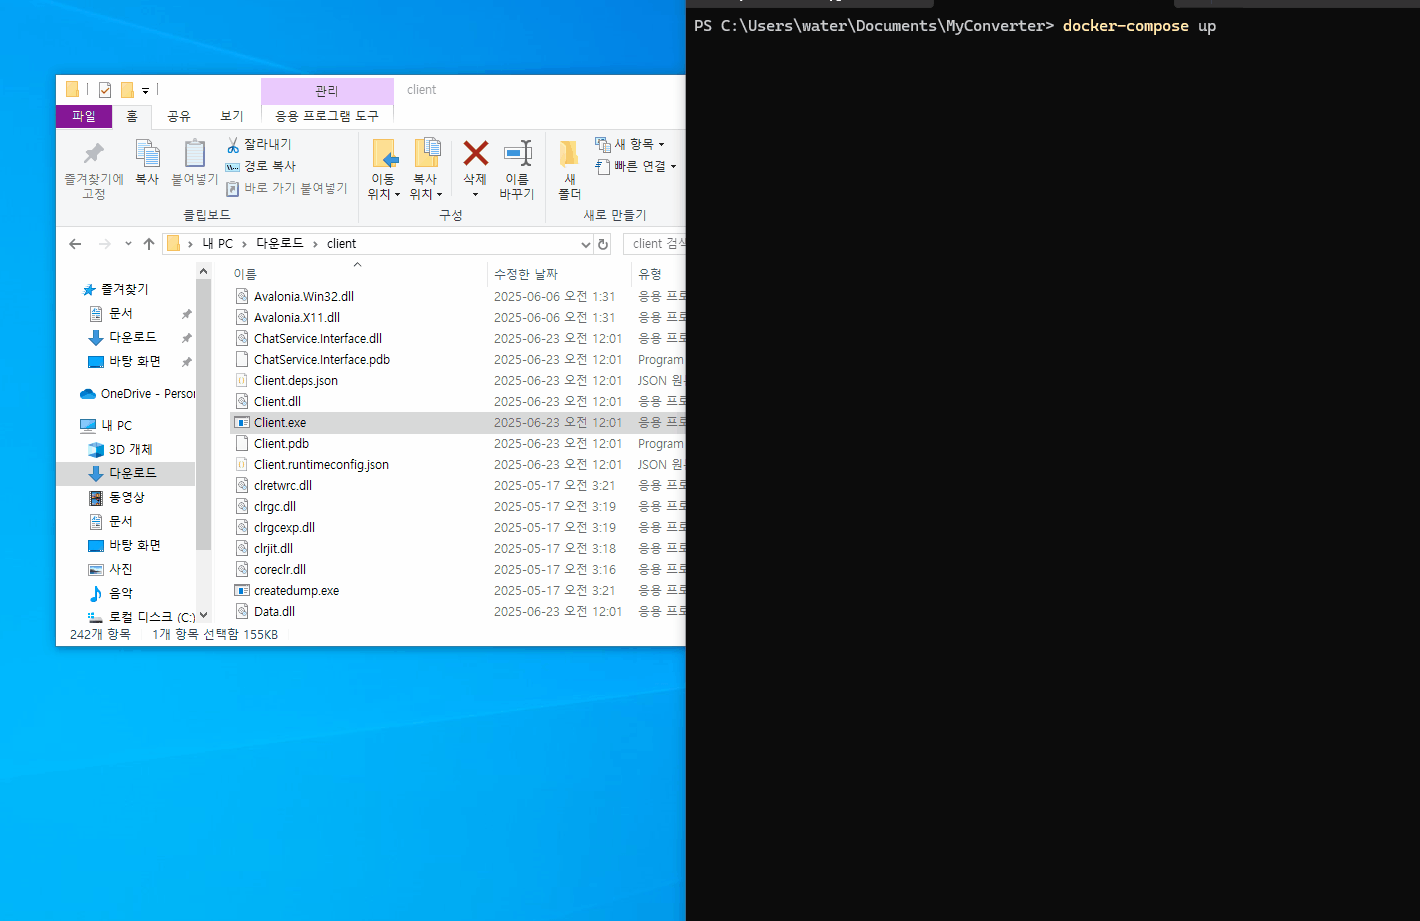 관리
client
파일
홈
공유
보기
응용 프로그램 도구
즐겨찾기에
고정
복사
붙여넣기
잘라내기
경로 복사
바로 가기 붙여넣기
클립보드
이동
위치
복사
위치
삭제
이름
바꾸기
구성
새
폴더
새 항목
빠른 연결
새로 만들기
내 PC > 다운로드 > client
client 검색
즐겨찾기
문서
다운로드
바탕 화면
OneDrive - Person
내 PC
3D 개체
다운로드
동영상
문서
바탕 화면
사진
음악
로컬 디스크 (C:)
이름 수정한 날짜 유형
Avalonia.Win32.dll 2025-06-06 오전 1:31 응용 프로
Avalonia.X11.dll 2025-06-06 오전 1:31 응용 프로
ChatService.Interface.dll 2025-06-23 오전 12:01 응용 프로
ChatService.Interface.pdb 2025-06-23 오전 12:01 Program
Client.deps.json 2025-06-23 오전 12:01 JSON 원
Client.dll 2025-06-23 오전 12:01 응용 프로
Client.exe 2025-06-23 오전 12:01 응용 프로
Client.pdb 2025-06-23 오전 12:01 Program
Client.runtimeconfig.json 2025-06-23 오전 12:01 JSON 원
clretwrc.dll 2025-05-17 오전 3:21 응용 프로
clrgc.dll 2025-05-17 오전 3:19 응용 프로
clrgcexp.dll 2025-05-17 오전 3:19 응용 프로
clrjit.dll 2025-05-17 오전 3:18 응용 프로
coreclr.dll 2025-05-17 오전 3:16 응용 프로
createdump.exe 2025-05-17 오전 3:21 응용 프로
Data.dll 2025-06-23 오전 12:01 응용 프로
242개 항목 1개 항목 선택함 155KB
PS C:\Users\water\Documents\MyConverter> docker-compose up